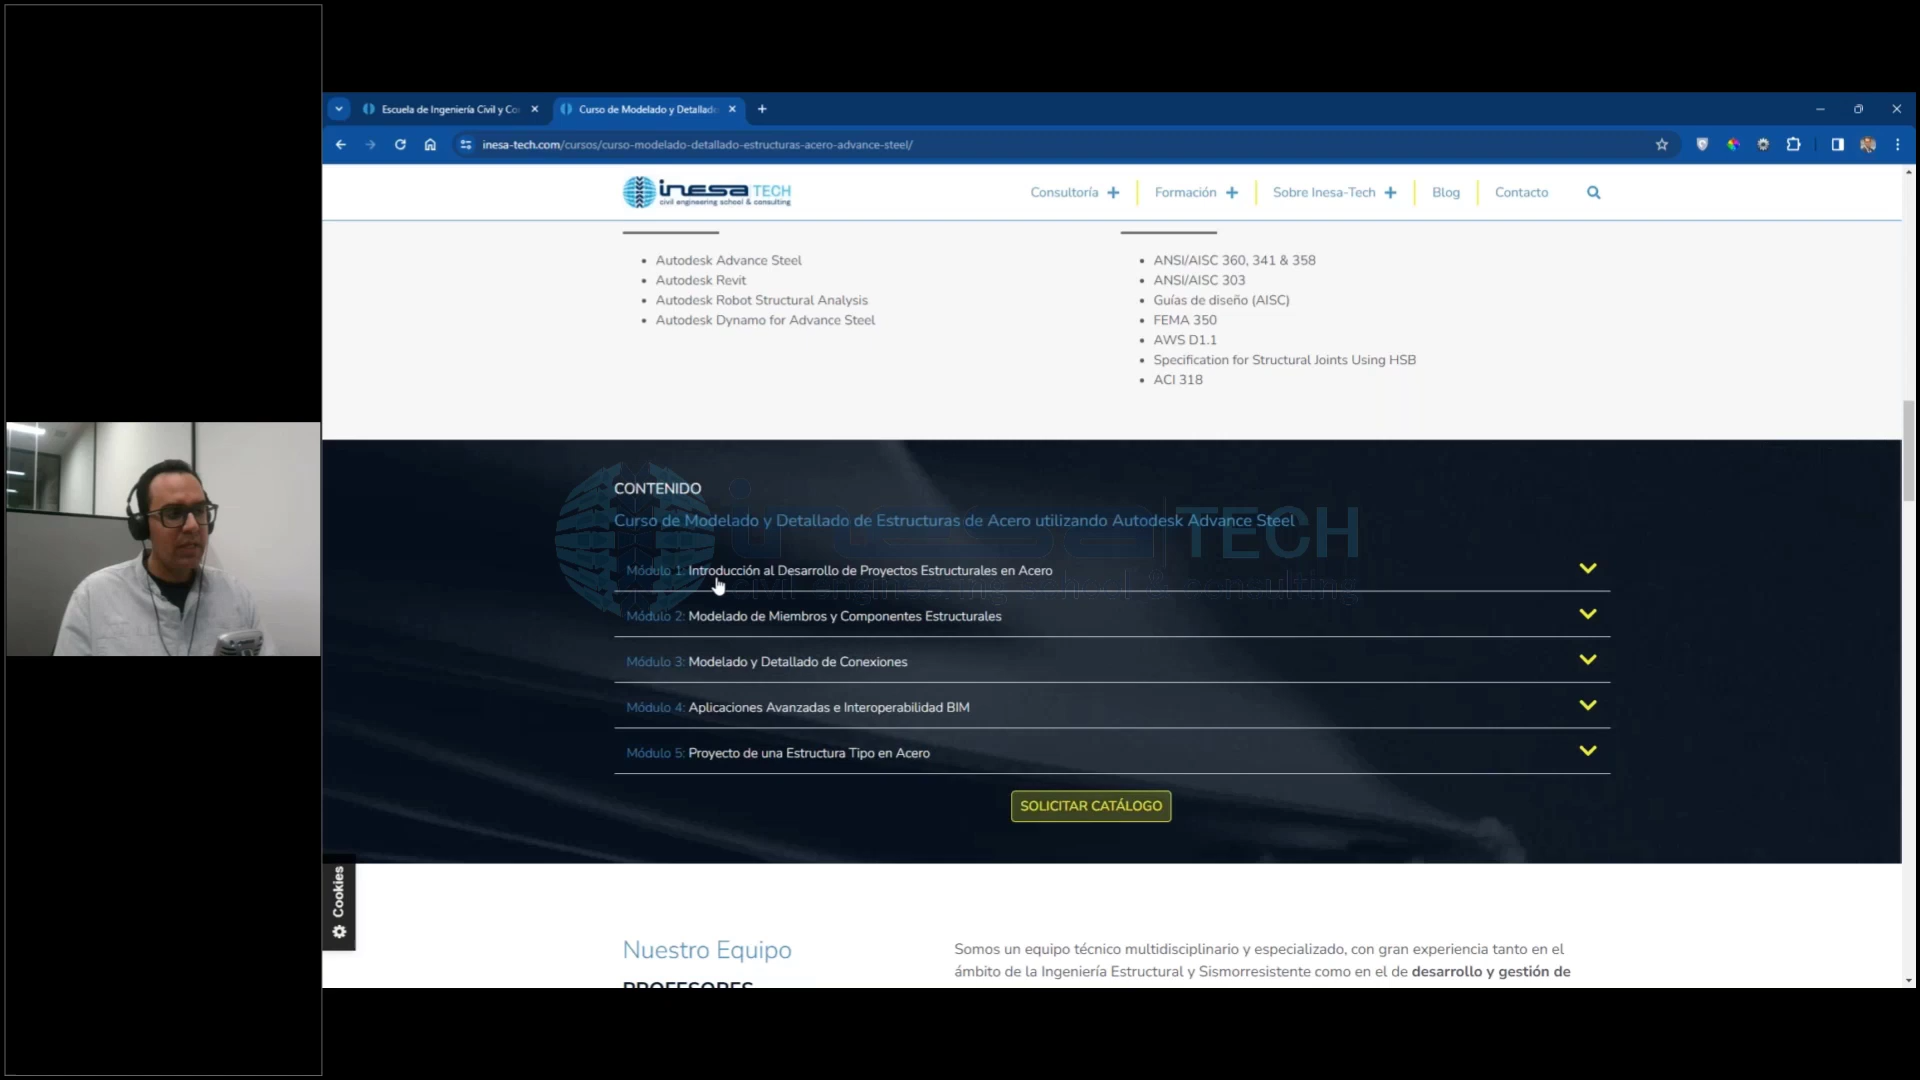 Escuela de Ingeniería Civil y Co
Curso de Modelado y Detallado
inesa-tech.com/cursos/curso-modelado-detallado-estructuras-acero-advance-steel/
inesa TECH
civil engineering school & consulting
Consultoría
Formación
Sobre Inesa-Tech
Blog
Contacto
Autodesk Advance Steel
Autodesk Revit
Autodesk Robot Structural Analysis
Autodesk Dynamo for Advance Steel
ANSI/AISC 360, 341 & 358
ANSI/AISC 303
Guías de diseño (AISC)
FEMA 350
AWS D1.1
Specification for Structural Joints Using HSB
ACI 318
CONTENIDO
Curso de Modelado y Detallado de Estructuras de Acero utilizando Autodesk Advance Steel
inesa TECH
civil engineering school & consulting
Módulo 1: Introducción al Desarrollo de Proyectos Estructurales en Acero
Módulo 2: Modelado de Miembros y Componentes Estructurales
Módulo 3: Modelado y Detallado de Conexiones
Módulo 4: Aplicaciones Avanzadas e Interoperabilidad BIM
Módulo 5: Proyecto de una Estructura Tipo en Acero
SOLICITAR CATÁLOGO
Cookies
Nuestro Equipo
PROFESORES
Somos un equipo técnico multidisciplinario y especializado, con gran experiencia tanto en el
ámbito de la Ingeniería Estructural y Sismorresistente como en el de desarrollo y gestión de